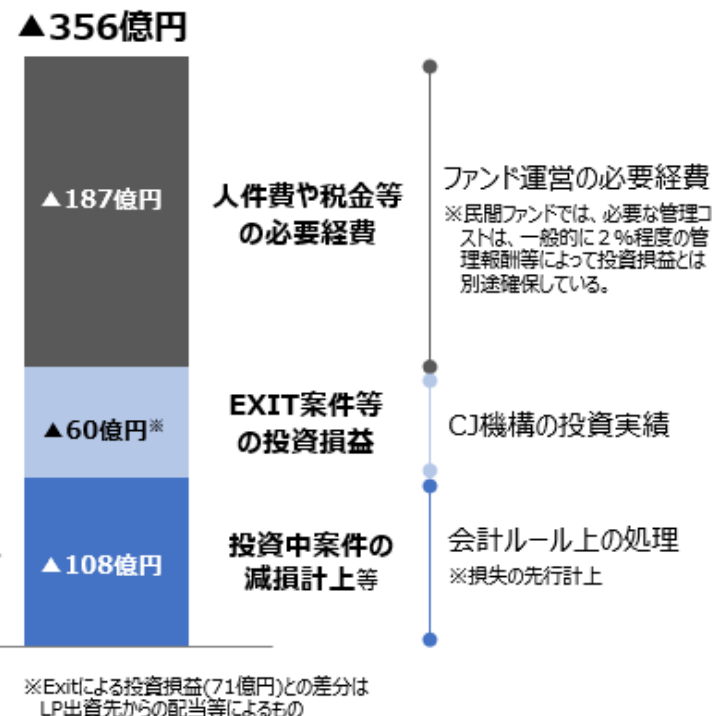 ▲356億円
▲187億円
人件費や税金等
の必要経費
ファンド運営の必要経費
※民間ファンドでは、必要な管理コ
ストは、一般的に２％程度の管
理報酬等によって投資損益とは
別途確保している。
▲60億円※
EXIT案件等
の投資損益
CJ機構の投資実績
▲108億円
投資中案件の
減損計上等
会計ルール上の処理
※損失の先行計上
※Exitによる投資損益(71億円)との差分は
LP出資先からの配当等によるもの